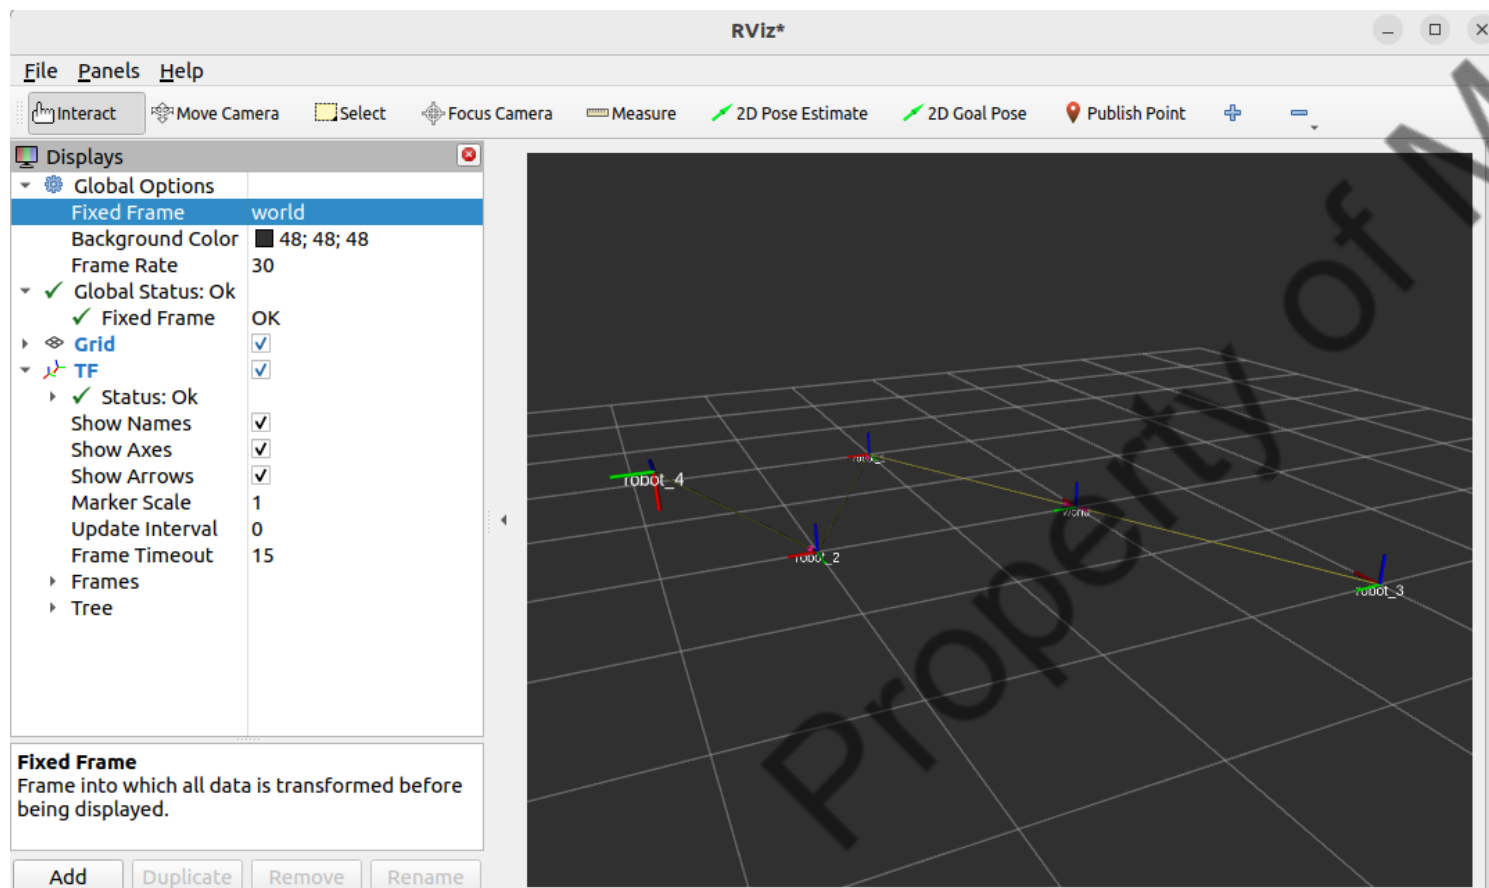 RViz*
File Panels Help
Interact Move Camera Select Focus Camera Measure 2D Pose Estimate 2D Goal Pose Publish Point
Displays
Global Options
Fixed Frame world
Background Color 48; 48; 48
Frame Rate 30
Global Status: Ok
Fixed Frame OK
Grid
TF
Status: Ok
Show Names
Show Axes
Show Arrows
Marker Scale 1
Update Interval 0
Frame Timeout 15
Frames
Tree
Fixed Frame
Frame into which all data is transformed before
being displayed.
Add Duplicate Remove Rename
robot_4
world
robot_2
robot_3
Property of M